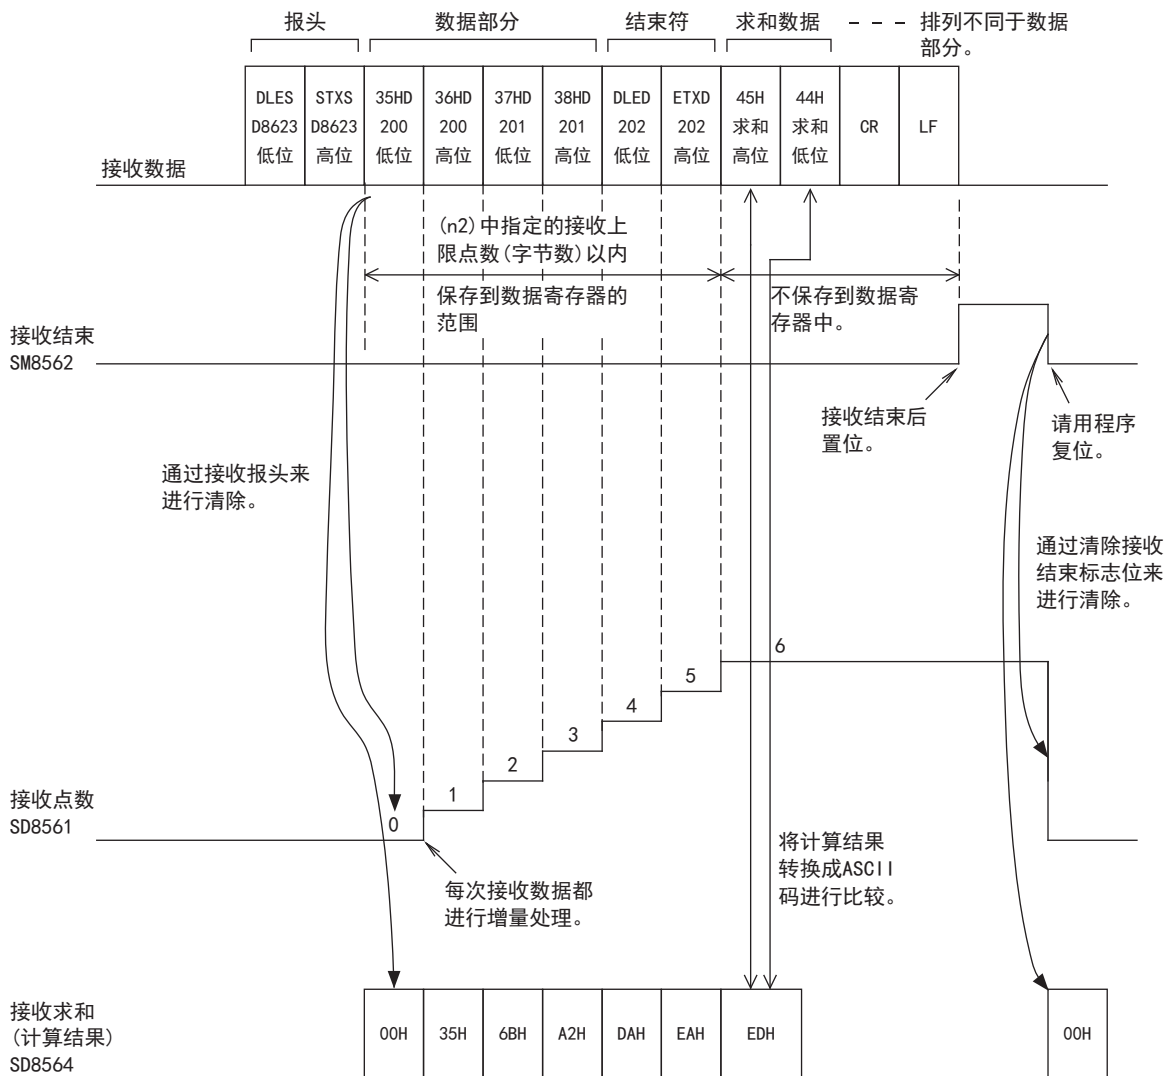 报头
数据部分
结束符
求和数据
排列不同于数据
部分。
接收数据
DLES
D8623
低位
STXS
D8623
高位
35HD
200
低位
36HD
200
高位
37HD
201
低位
38HD
201
高位
DLED
202
低位
ETXD
202
高位
45H
求和
高位
44H
求和
低位
CR
LF
(n2)中指定的接收上
限点数(字节数)以内
保存到数据寄存器的
范围
不保存到数据寄
存器中。
接收结束
SM8562
接收结束后
置位。
请用程序
复位。
通过接收报头来
进行清除。
通过清除接收
结束标志位来
进行清除。
6
5
4
3
2
1
0
接收点数
SD8561
每次接收数据都
进行增量处理。
将计算结果
转换成ASCII
码进行比较。
接收求和
(计算结果)
SD8564
00H
35H
6BH
A2H
DAH
EAH
EDH
00H